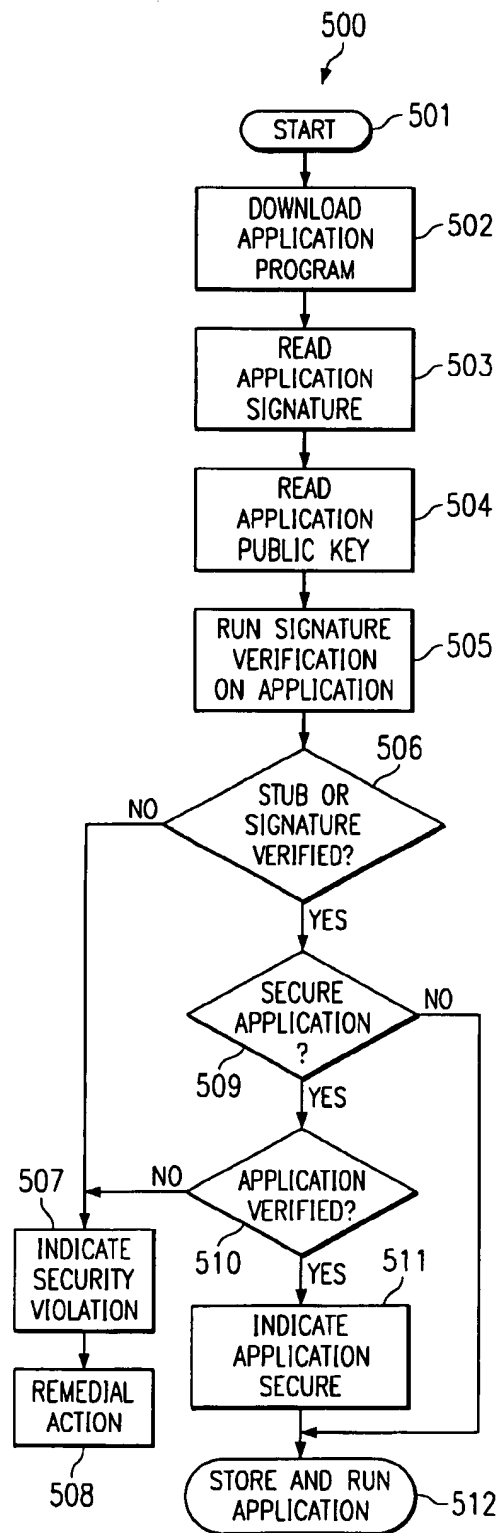 500
START
501
DOWNLOAD
APPLICATION
PROGRAM
502
READ
APPLICATION
SIGNATURE
503
READ
APPLICATION
PUBLIC KEY
504
RUN SIGNATURE
VERIFICATION
ON APPLICATION
505
506
STUB OR
SIGNATURE
VERIFIED?
NO
YES
SECURE
APPLICATION
?
509
NO
YES
APPLICATION
VERIFIED?
510
NO
YES
507
INDICATE
SECURITY
VIOLATION
511
INDICATE
APPLICATION
SECURE
REMEDIAL
ACTION
508
STORE AND RUN
APPLICATION
512